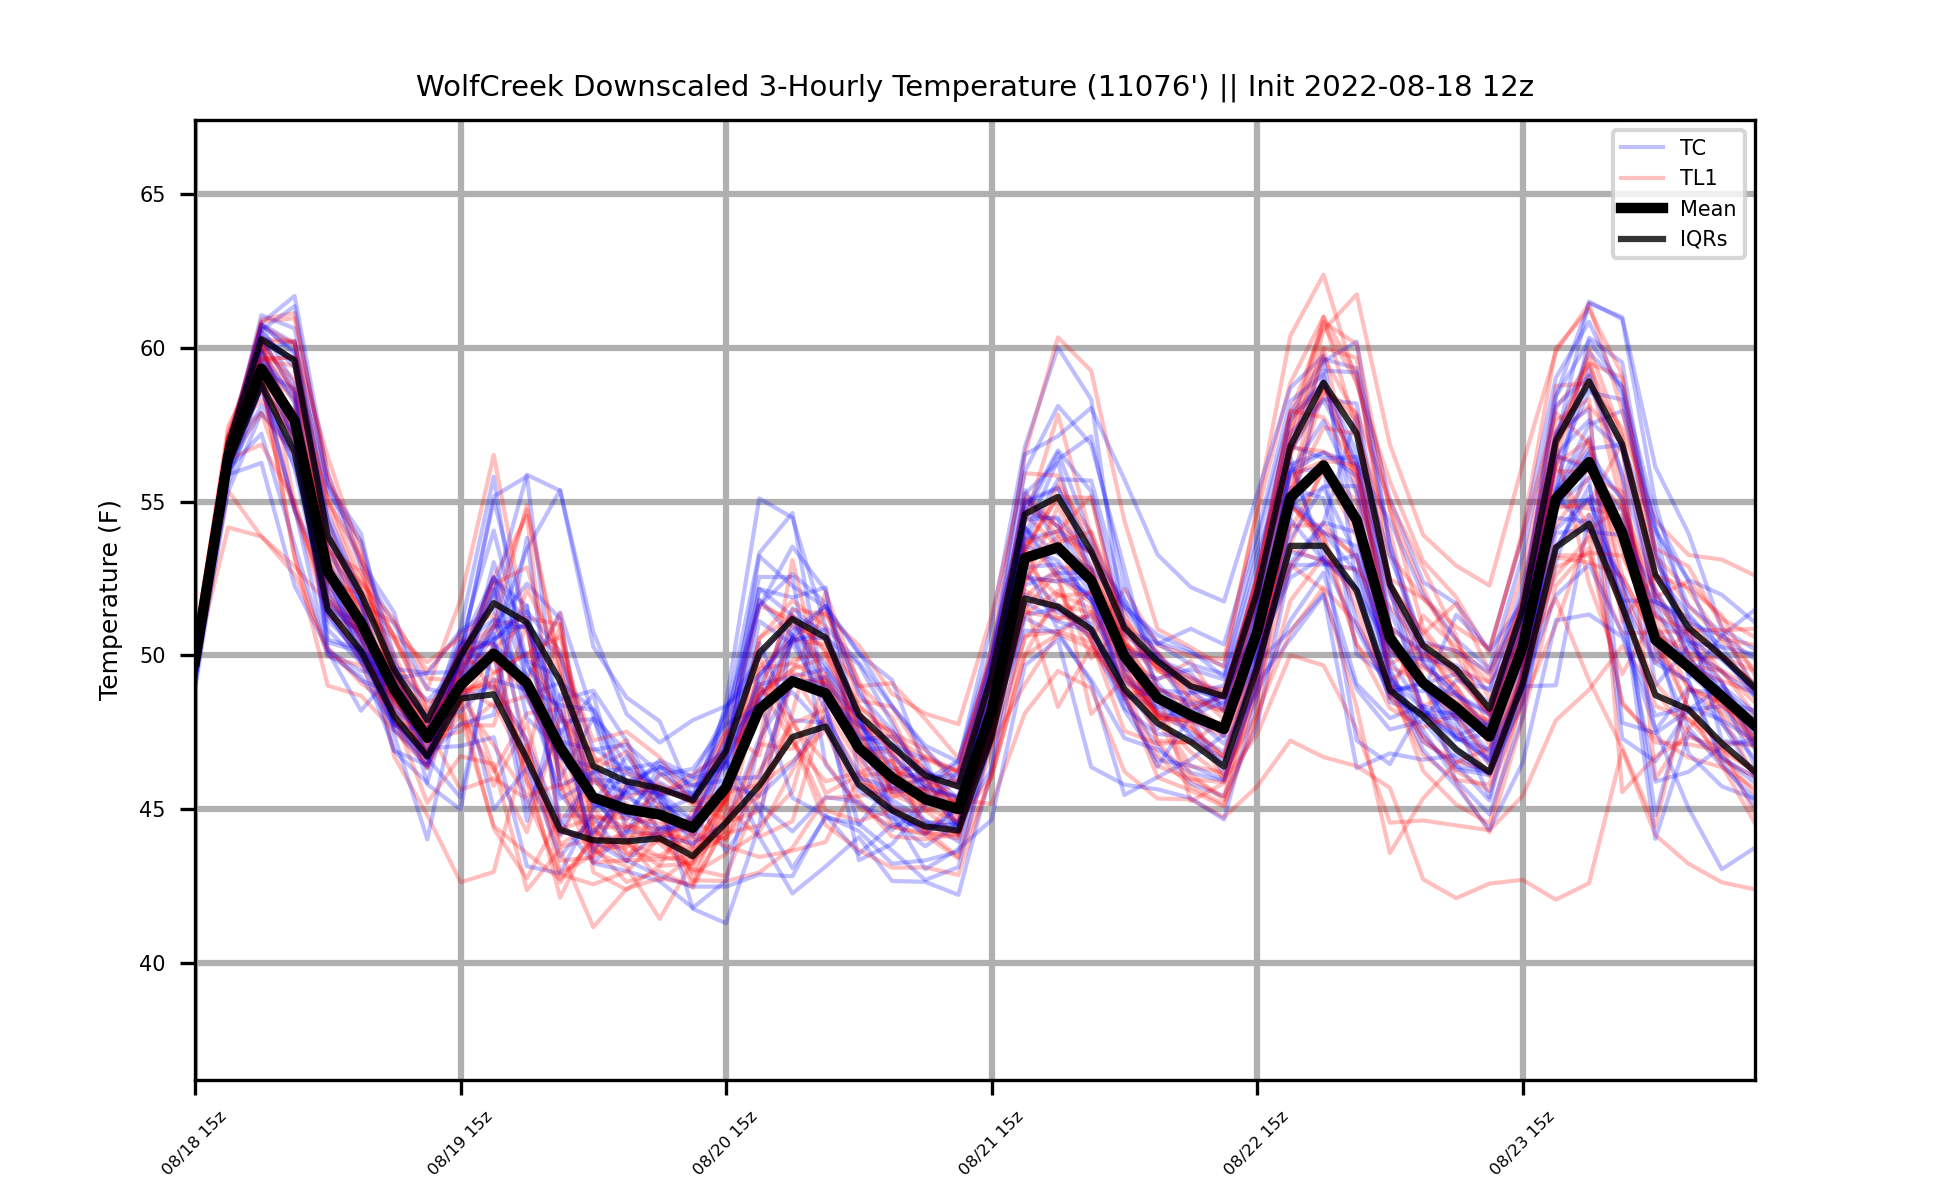 WolfCreek Downscaled 3-Hourly Temperature (11076') || Init 2022-08-18 12z
TC
TL1
Mean
IQRs
Temperature (F)
65
60
55
50
45
40
08/18 15z
08/19 15z
08/20 15z
08/21 15z
08/22 15z
08/23 15z